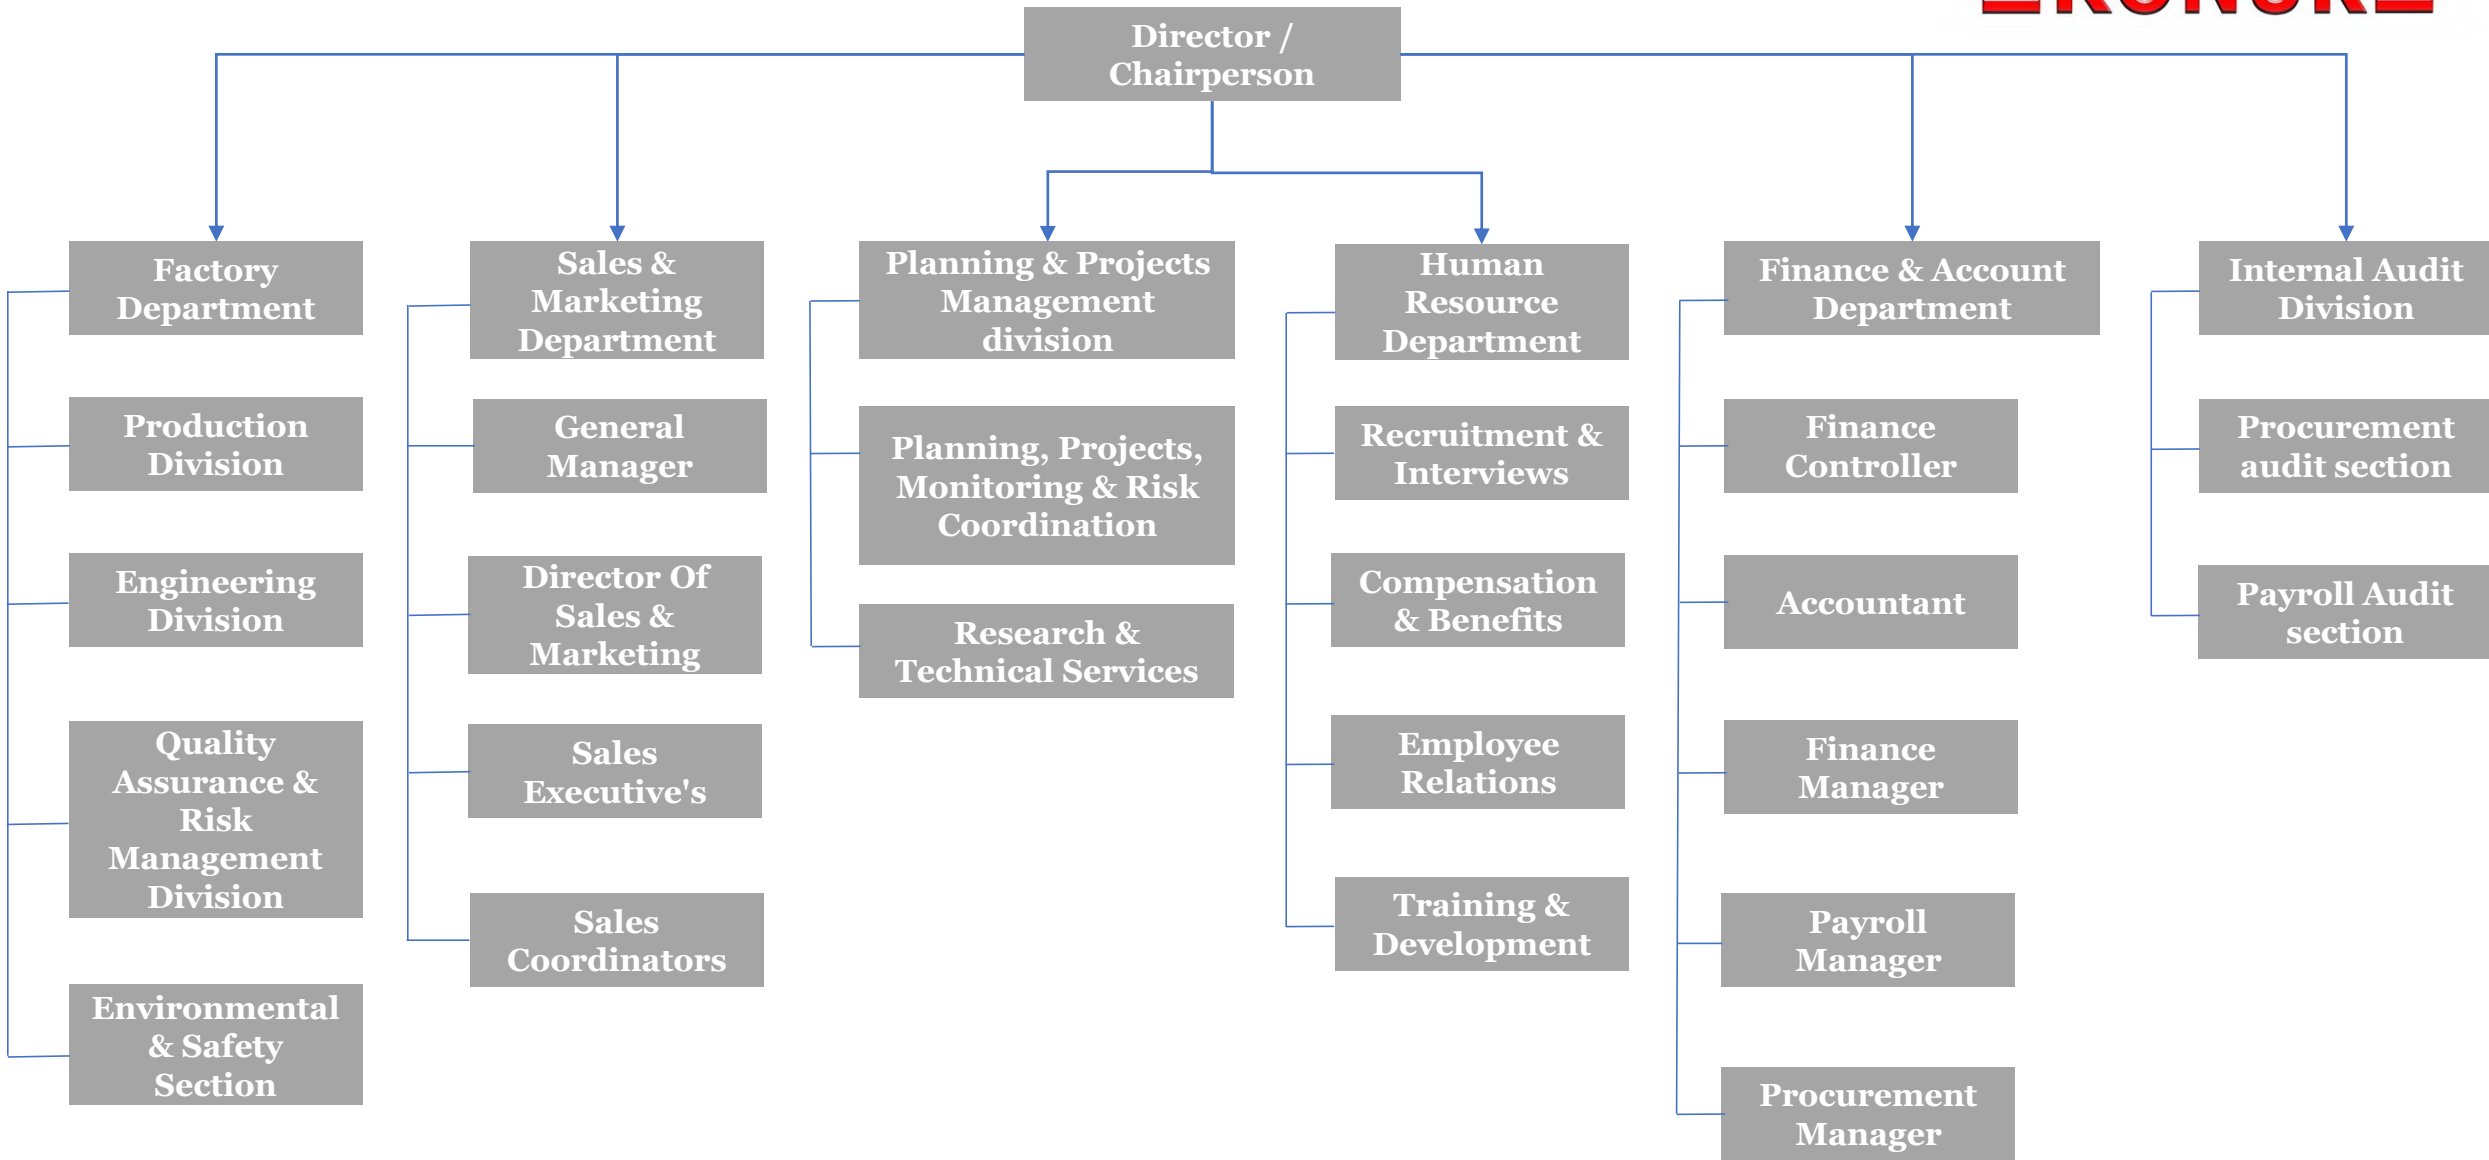 Director /
Chairperson
Factory
Department
Production
Division
Engineering
Division
Quality
Assurance &
Risk
Management
Division
Environmental
& Safety
Section
Sales &
Marketing
Department
General
Manager
Director Of
Sales &
Marketing
Sales
Executive's
Sales
Coordinators
Planning & Projects
Management
division
Planning, Projects,
Monitoring & Risk
Coordination
Research &
Technical Services
Human
Resource
Department
Recruitment &
Interviews
Compensation
& Benefits
Employee
Relations
Training &
Development
Finance & Account
Department
Finance
Controller
Accountant
Finance
Manager
Payroll
Manager
Procurement
Manager
Internal Audit
Division
Procurement
audit section
Payroll Audit
section